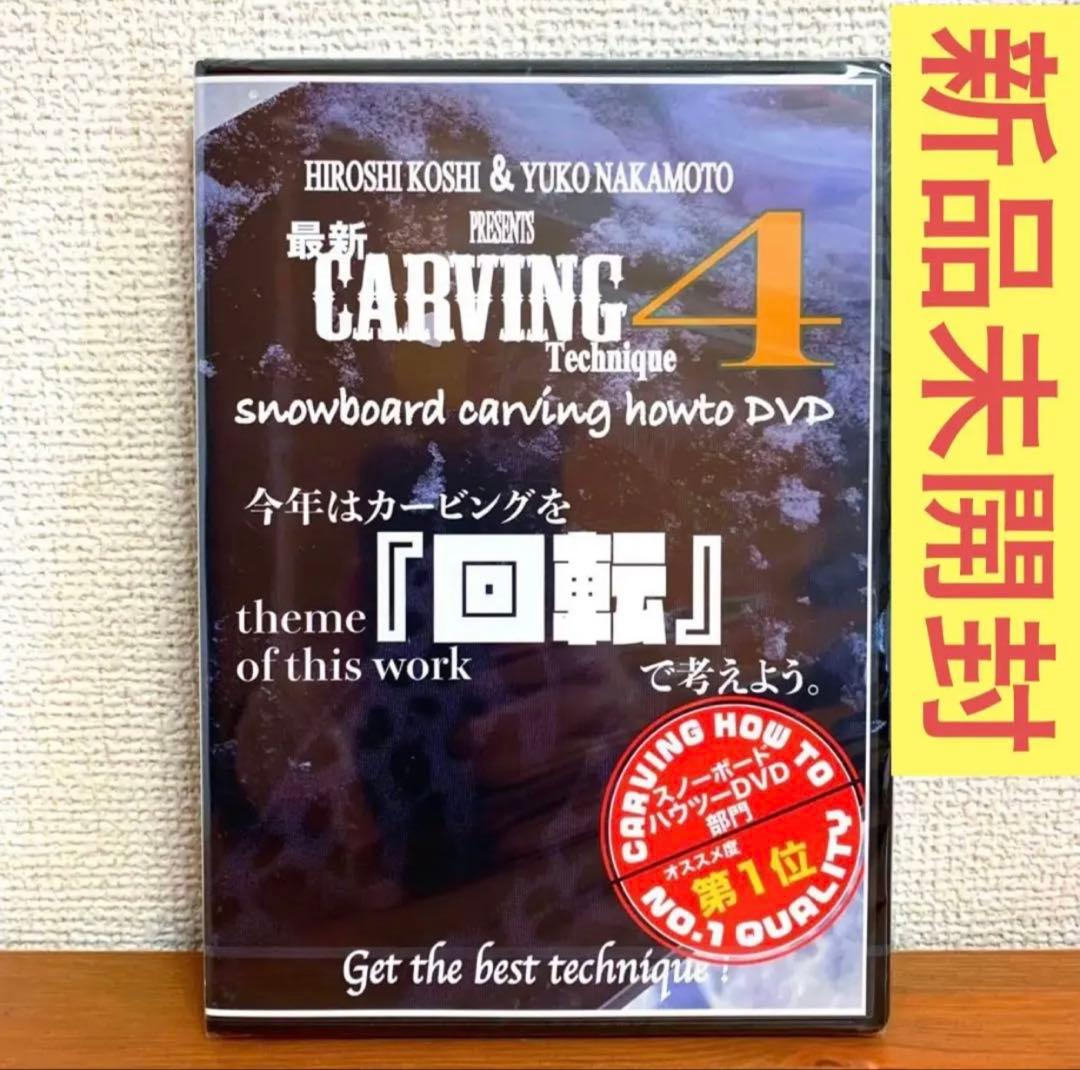 HIROSHI KOSHI & YUKO NAKAMOTO
PRESENTS
最新
CARVING 4
Technique
snowboard carving howto DVD
今年はカービングを
『回転』
theme
of this work
で考えよう。
CARVING HOW TO
スノーボード
ハウツーDVD
部門
オススメ度
第1位
NO.1 QUALITY
Get the best technique !
新品未開封